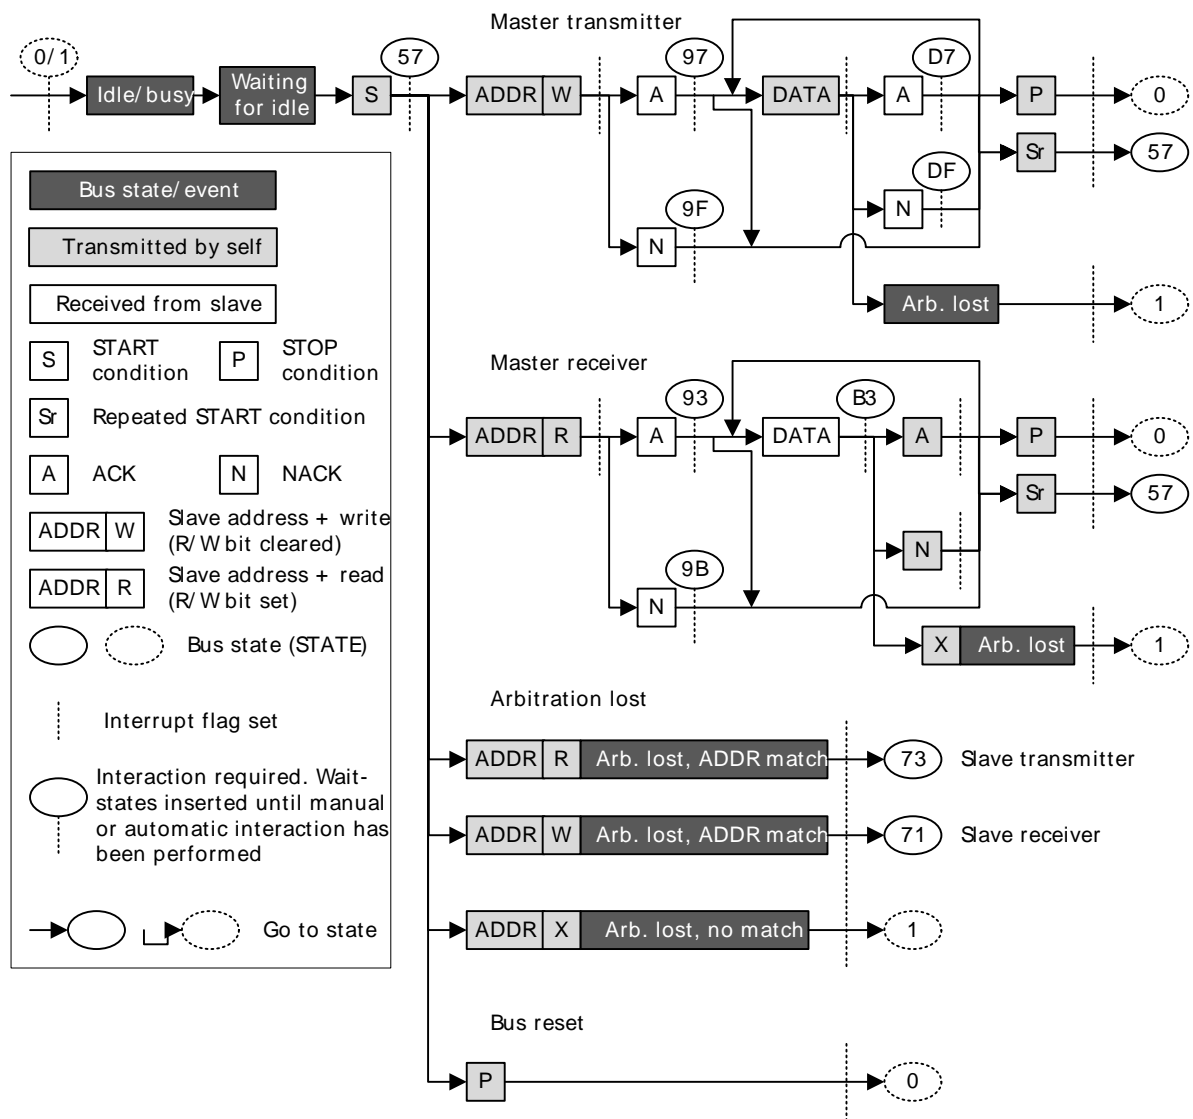 Master transmitter
0/1
57
97
D7
Idle/busy
Waiting
for idle
S
ADDR W
A
DATA
A
P
0
Sr
57
DF
N
9F
N
Arb. lost
1
Bus state/event
Transmitted by self
Received from slave
S
START
condition
P
STOP
condition
Sr
Repeated START condition
A
ACK
N
NACK
ADDR W
Slave address + write
(R/W bit cleared)
ADDR R
Slave address + read
(R/W bit set)
Bus state (STATE)
Interrupt flag set
Interaction required. Wait-
states inserted until manual
or automatic interaction has
been performed
Go to state
Master receiver
93
B3
ADDR R
A
DATA
A
P
0
Sr
57
N
9B
N
X Arb. lost
1
Arbitration lost
ADDR R Arb. lost, ADDR match
73
Slave transmitter
ADDR W Arb. lost, ADDR match
71
Slave receiver
ADDR X Arb. lost, no match
1
Bus reset
P
0